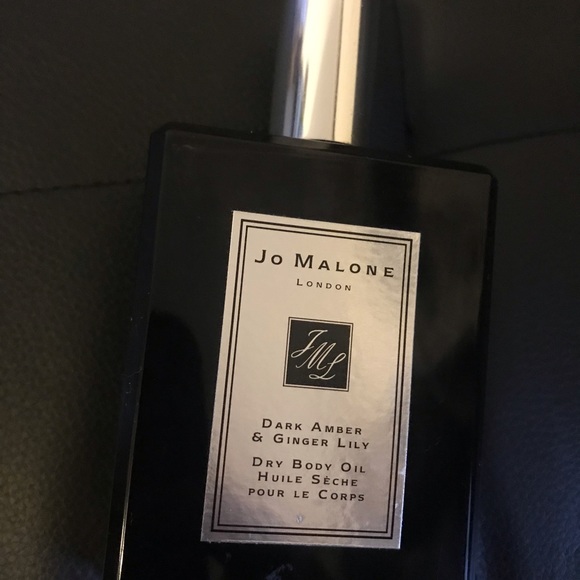 JO MALONE
LONDON
JML
DARK AMBER
& GINGER LILY
DRY BODY OIL
HUILE SÈCHE
POUR LE CORPS